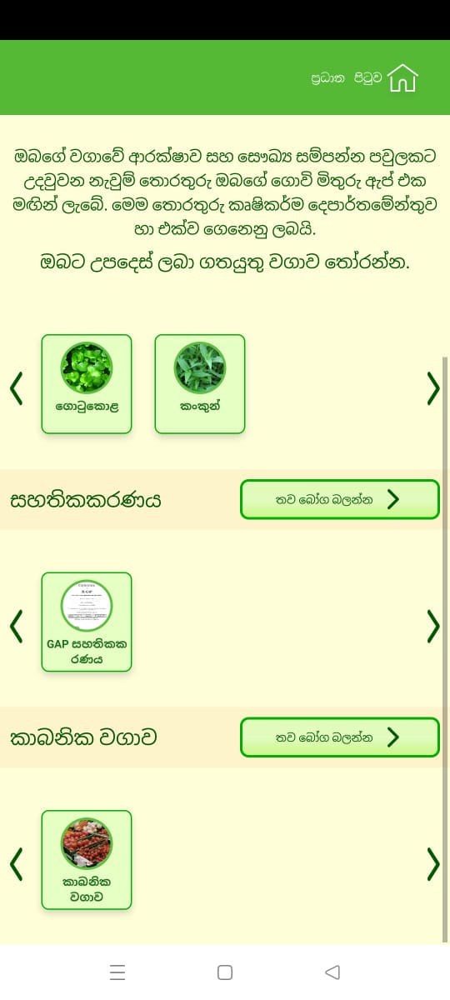 ප්‍රධාන පිටුව
ඔබගේ වගාවේ ආරක්ෂාව සහ සෞඛ්‍ය සම්පන්න පවුලකට
උදවුවන නැවුම් තොරතුරු ඔබගේ ගොවි මිතුරු ඇප් එක
මඟින් ලැබේ. මෙම තොරතුරු කෘෂිකර්ම දෙපාර්තමේන්තුව
හා එක්ව ගෙනෙනු ලබයි.
ඔබට උපදෙස් ලබා ගතයුතු වගාව තෝරන්න.
ගොටුකොළ
කංකුන්
සහතිකකරණය
තව බෝග බලන්න
GAP සහතිකක
රණය
කාබනික වගාව
තව බෝග බලන්න
කාබනික
වගාව